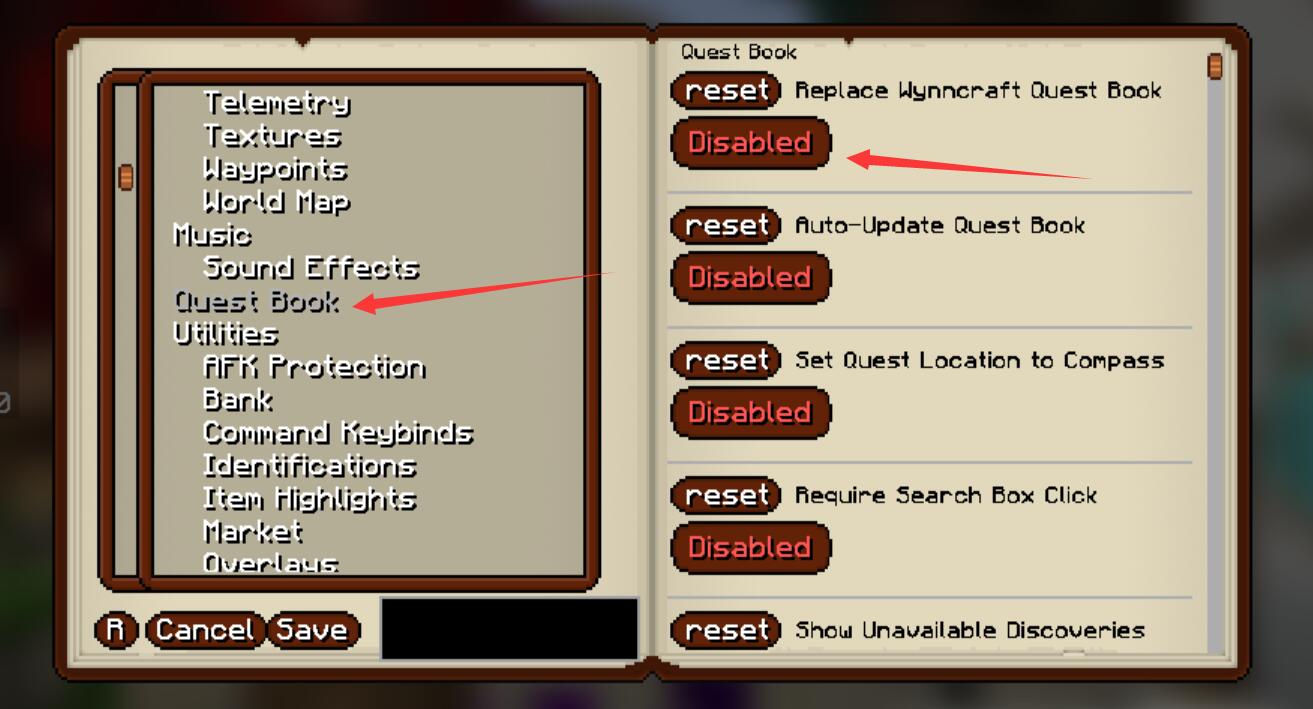 Telemetry
Textures
Waypoints
World Map
Music
Sound Effects
Quest Book
Utilities
AFK Protection
Bank
Command Keybinds
Identifications
Item Highlights
Market
Overlays
R Cancel Save
Quest Book
reset Replace Wynncraft Quest Book
Disabled
reset Auto-Update Quest Book
Disabled
reset Set Quest Location to Compass
Disabled
reset Require Search Box Click
Disabled
reset Show Unavailable Discoveries